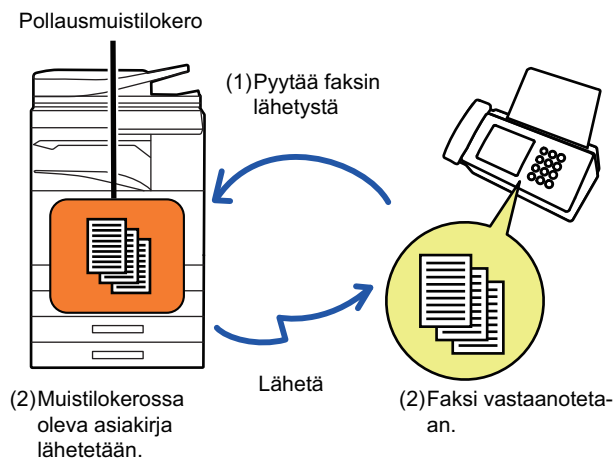 Pollausmuistilokero
(1)Pyytää faksin
lähetystä
Lähetä
(2)Muistilokerossa
oleva asiakirja
lähetetään.
(2)Faksi vastaanoteta-
an.